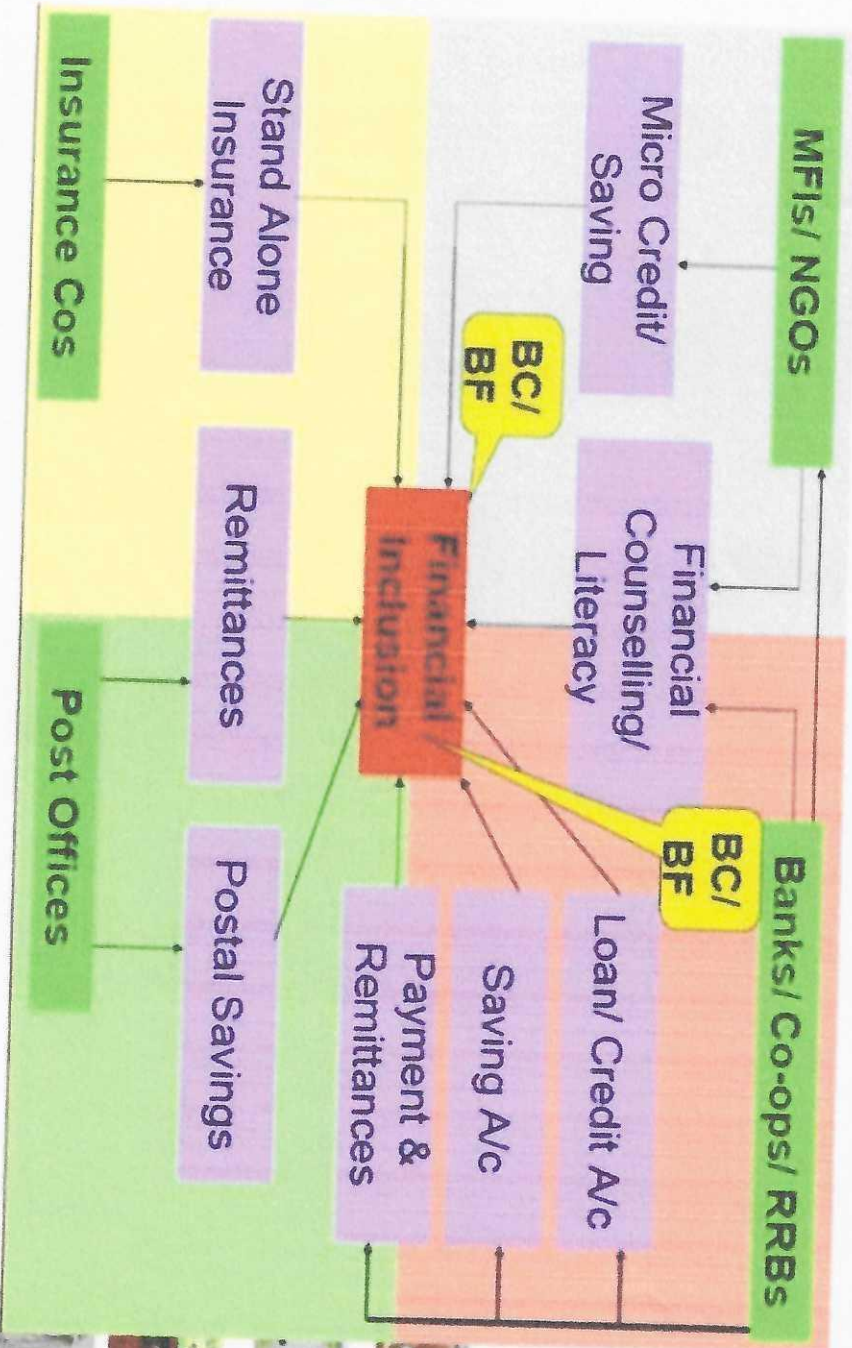 MFIs/ NGOs
Banks/ Co-ops/ RRBs
Micro Credit/
Saving
Financial
Counselling/
Literacy
BC/
BF
Loan/ Credit A/c
BC/
BF
Saving A/c
Financial
Inclusion
Payment &
Remittances
Stand Alone
Insurance
Remittances
Postal Savings
Insurance Cos
Post Offices